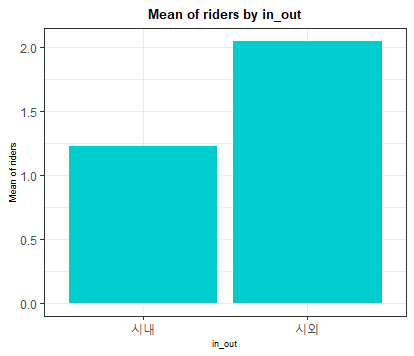 Mean of riders by in_out
Mean of riders
2.0
1.5
1.0
0.5
0.0
시내
시외
in_out